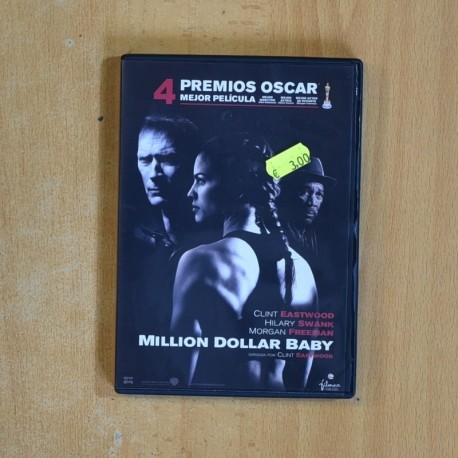 4 PREMIOS OSCAR
MEJOR PELÍCULA
€ 3,00
CLINT EASTWOOD
HILARY SWANK
MORGAN FREEMAN
MILLION DOLLAR BABY
DIRIGIDA POR CLINT EASTWOOD
filmax